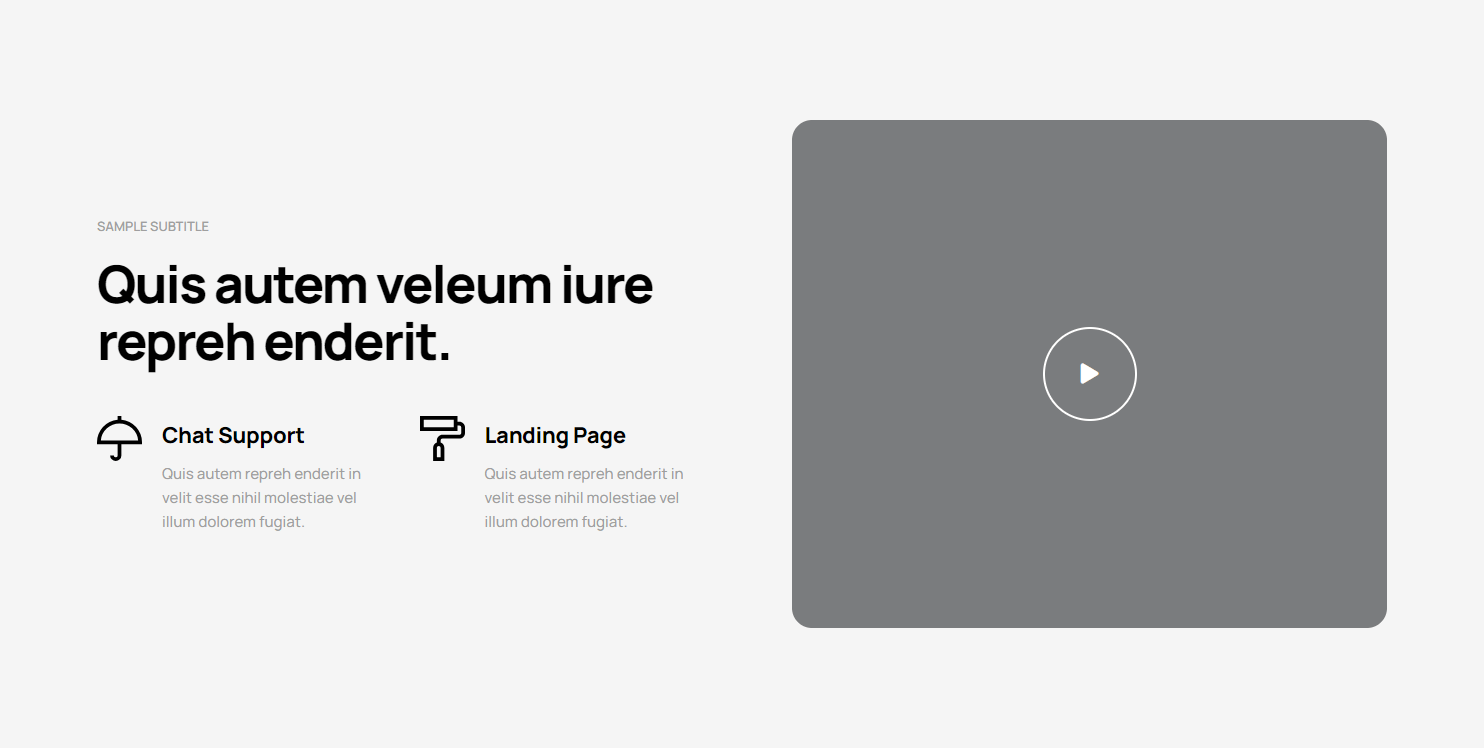 SAMPLE SUBTITLE
Quis autem veleum iure
repreh enderit.
Chat Support
Quis autem repreh enderit in
velit esse nihil molestiae vel
illum dolorem fugiat.
Landing Page
Quis autem repreh enderit in
velit esse nihil molestiae vel
illum dolorem fugiat.